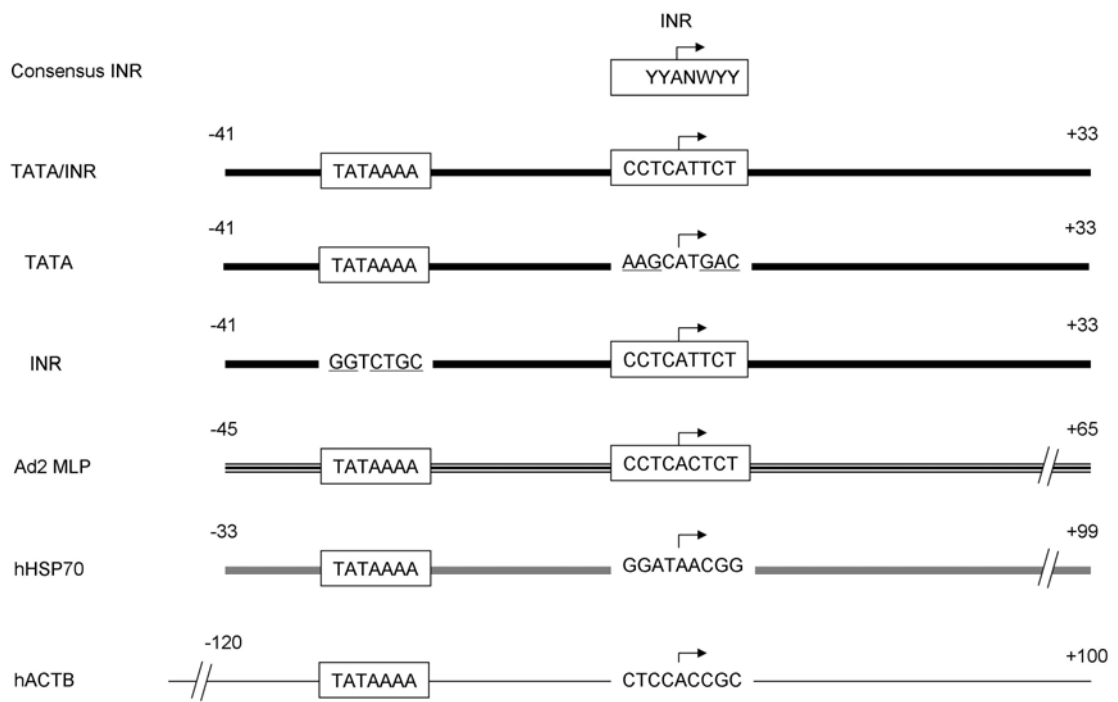 INR
Consensus INR
YYANWYY
-41
+33
TATA/INR
TATAAAA
CCTCATTCT
-41
+33
TATA
TATAAAA
AAGCATGAC
-41
+33
INR
GGTCTGC
CCTCATTCT
-45
+65
Ad2 MLP
TATAAAA
CCTCACTCT
-33
+99
hHSP70
TATAAAA
GGATAACGG
-120
+100
hACTB
TATAAAA
CTCCACCGC